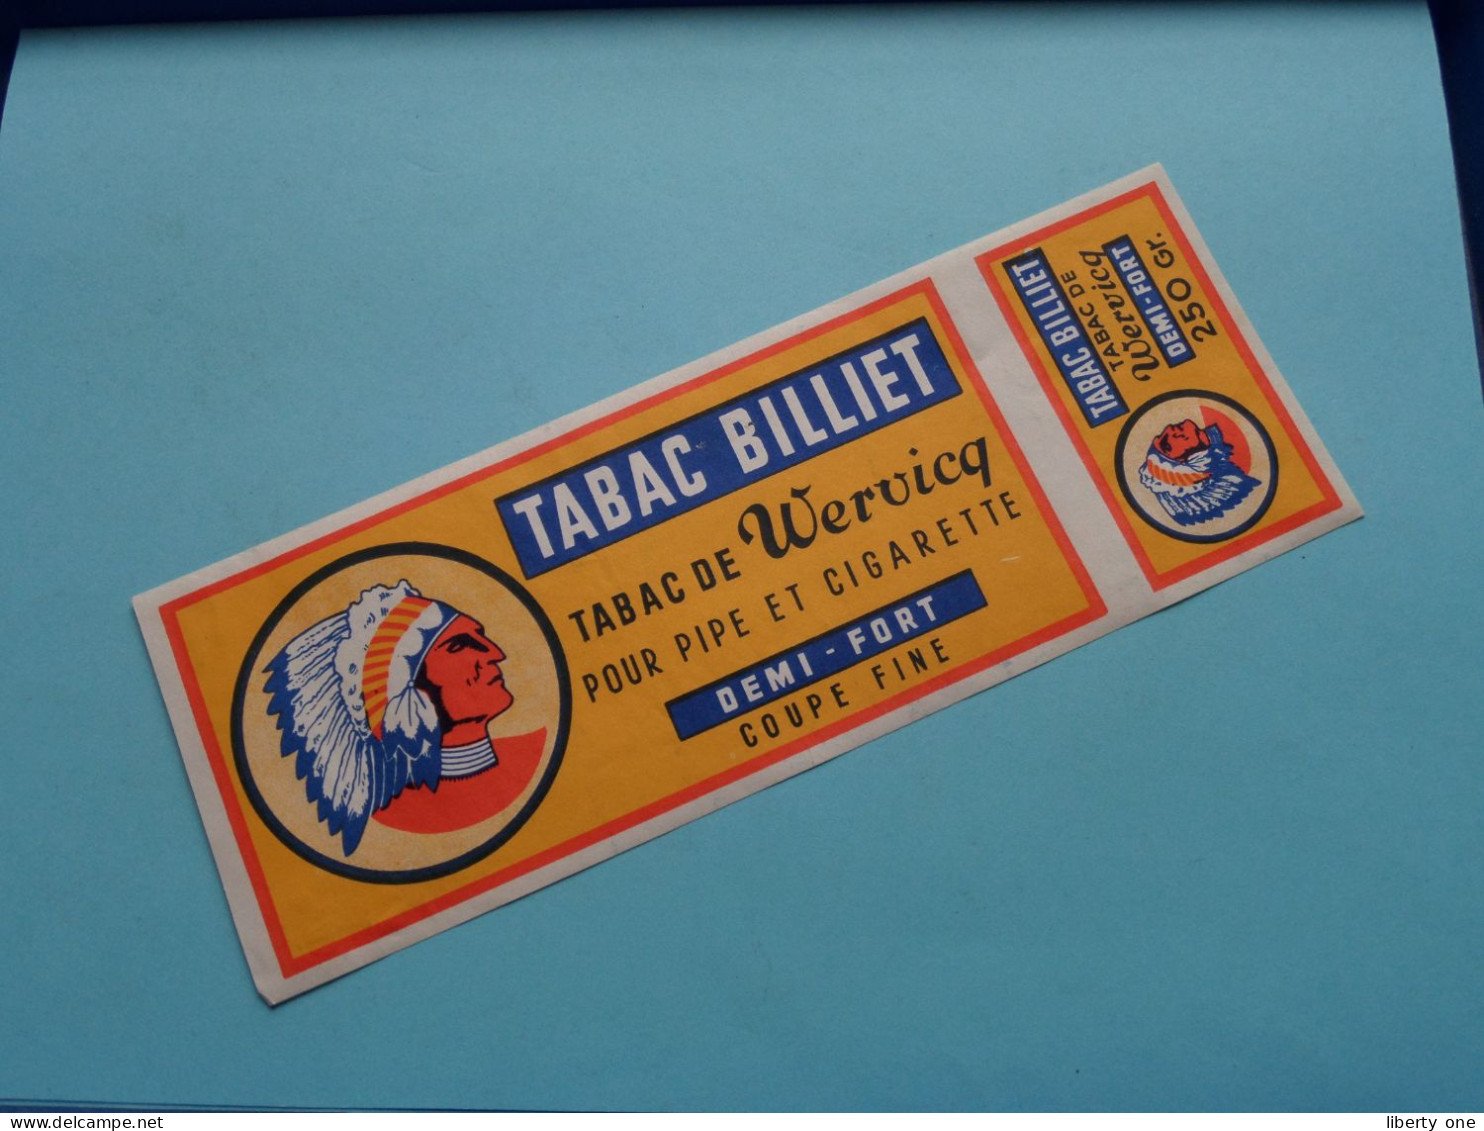 TABAC BILLIET
TABAC DE Wervicq
POUR PIPE ET CIGARETTE
DEMI-FORT
COUPE FINE
TABAC BILLIET
TABAC DE
Wervicq
DEMI-FORT
250 Gr.
delcampe.net
liberty one